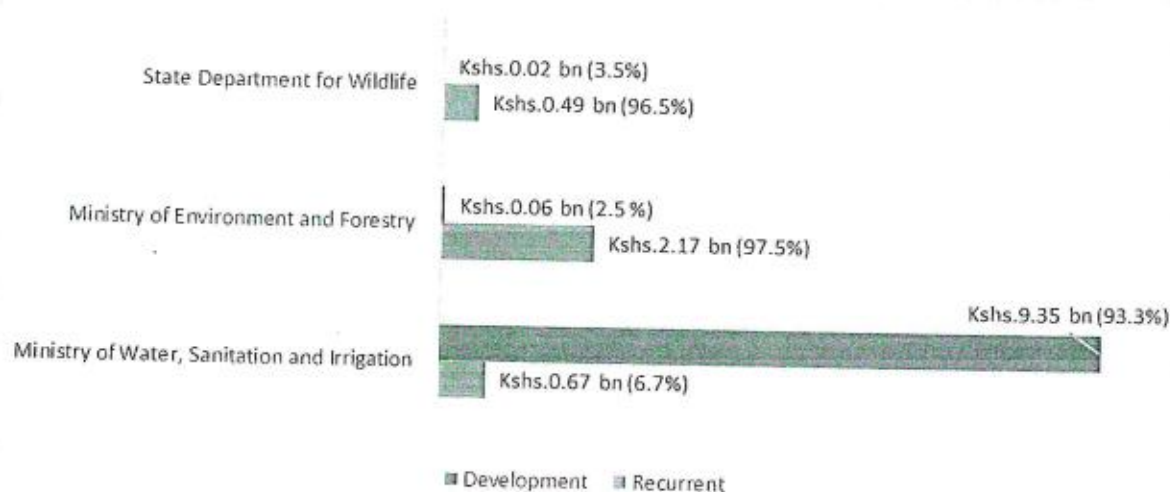 Kshs.0.02 bn (3.5%)
State Department for Wildlife
Kshs.0.49 bn (96.5%)
Kshs.0.06 bn (2.5%)
Ministry of Environment and Forestry
Kshs.2.17 bn (97.5%)
Kshs.9.35 bn (93.3%)
Ministry of Water, Sanitation and Irrigation
Kshs.0.67 bn (6.7%)
Development Recurrent